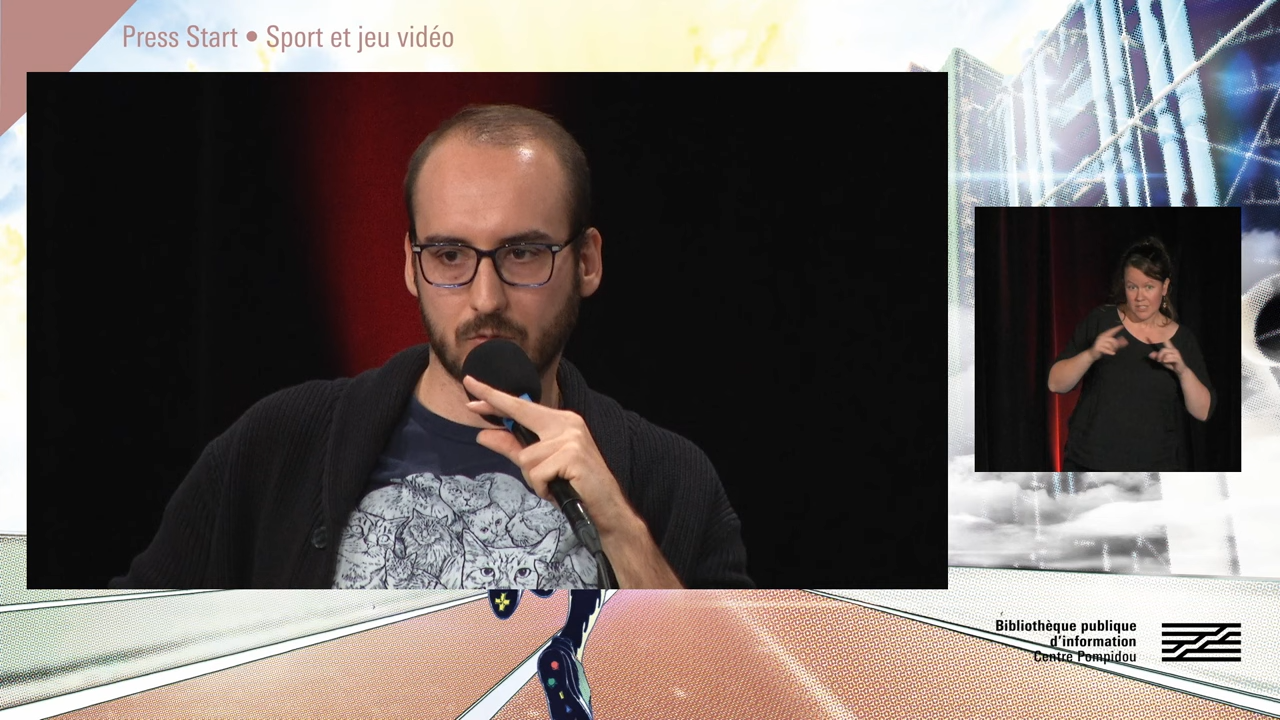 Press Start • Sport et jeu vidéo
Bibliothèque publique
d'information
Centre Pompidou